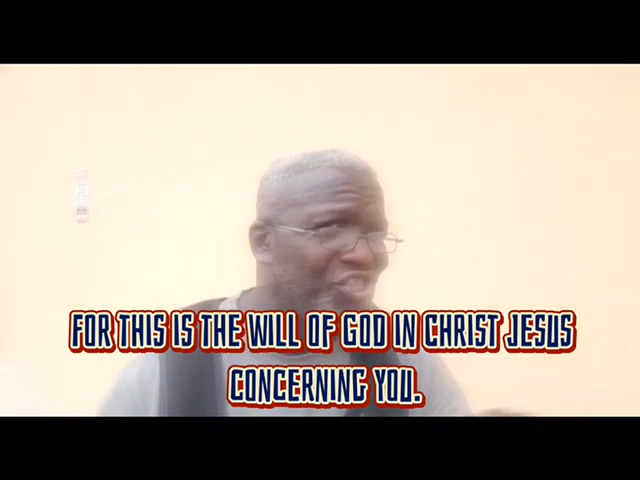 FOR THIS IS THE WILL OF GOD IN CHRIST JESUS
CONCERNING YOU.